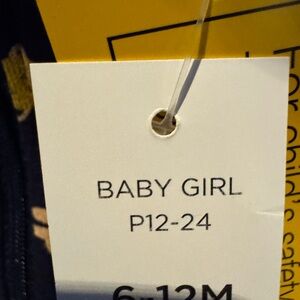 BABY GIRL
P12-24
6-12M
For child's safety